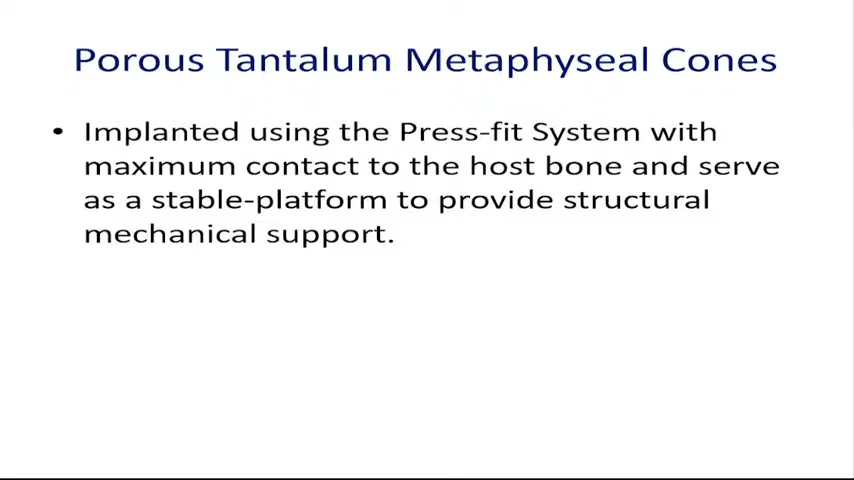 Porous Tantalum Metaphyseal Cones
• Implanted using the Press-fit System with
maximum contact to the host bone and serve
as a stable-platform to provide structural
mechanical support.